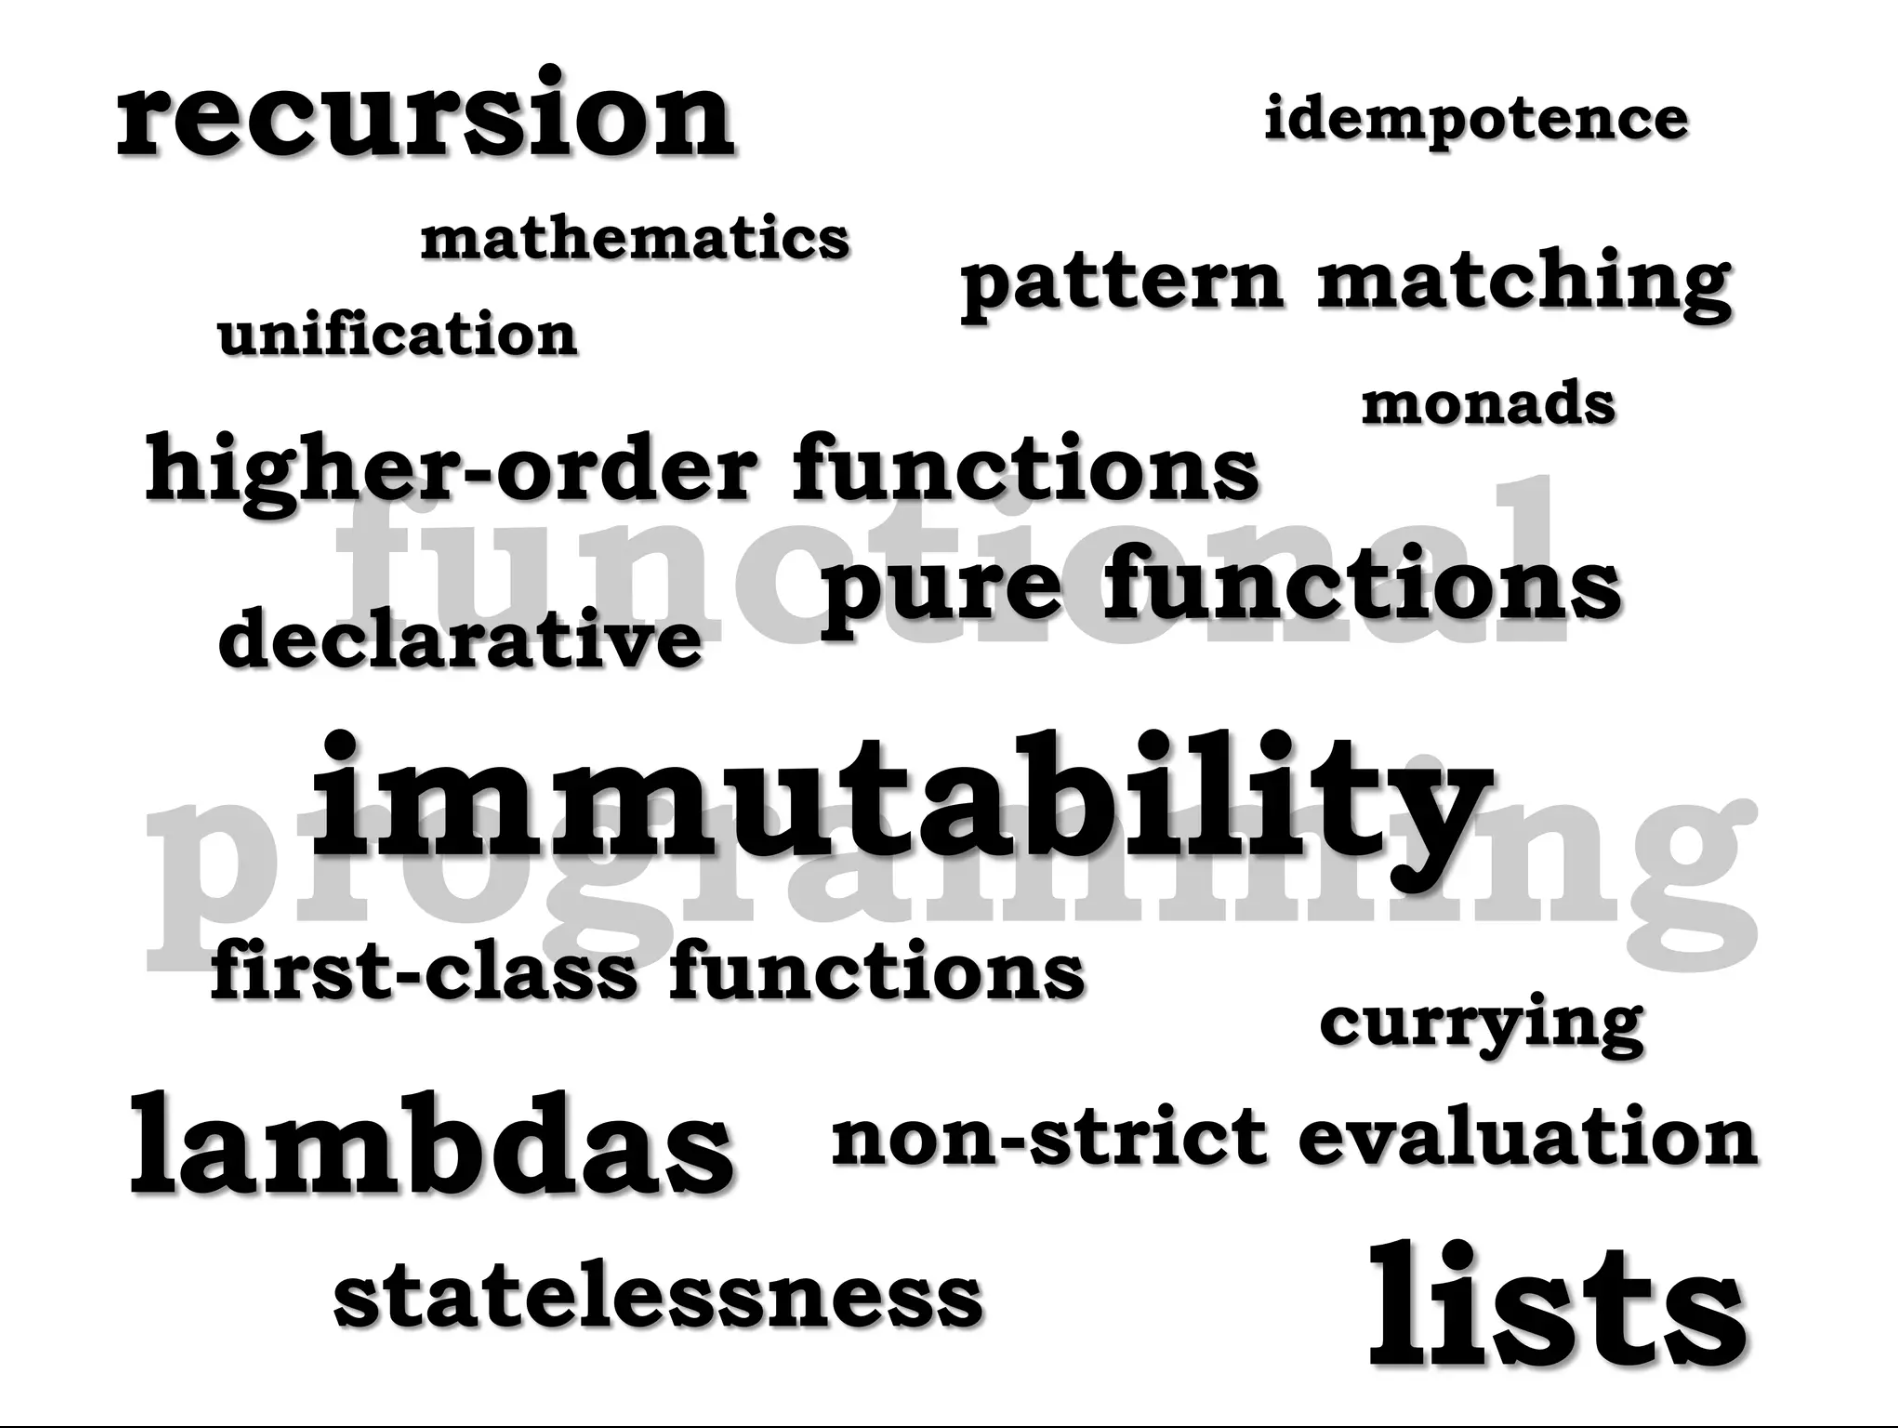 recursion
idempotence
mathematics
pattern matching
unification
monads
higher-order functions
functional
pure functions
declarative
immutability
programming
first-class functions
currying
lambdas
non-strict evaluation
statelessness
lists